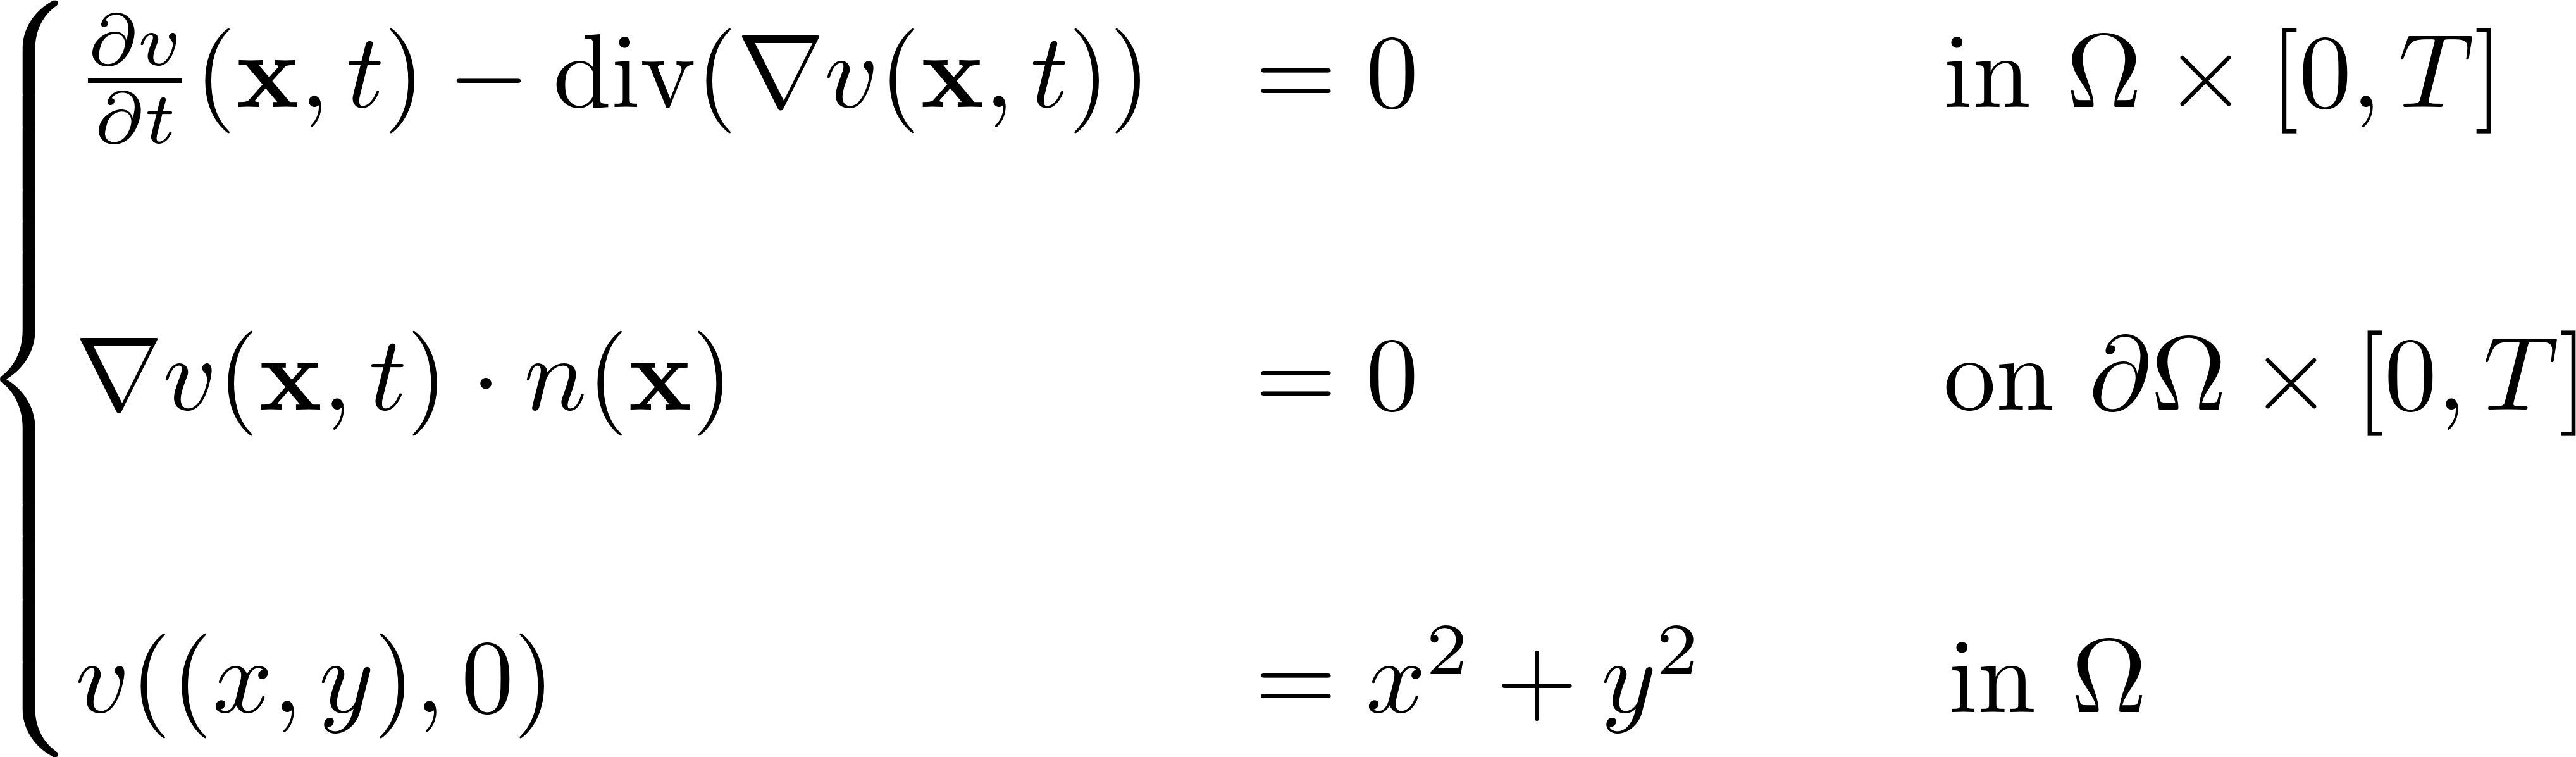 ∂v/∂t (𝐱, t) − div(∇v(𝐱, t)) = 0 in Ω × [0, T]
∇v(𝐱, t) · n(𝐱) = 0 on ∂Ω × [0, T]
v((x, y), 0) = x² + y² in Ω